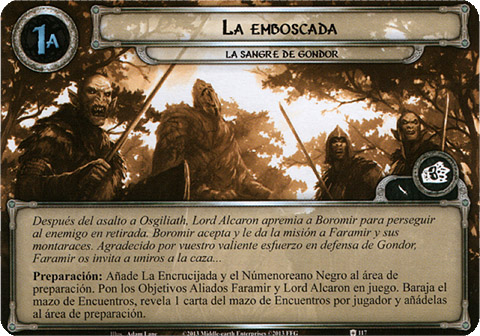 1A
LA EMBOSCADA
LA SANGRE DE GONDOR
Después del asalto a Osgiliath, Lord Alcaron apremia a Boromir para perseguir
al enemigo en retirada. Boromir acepta y le da la misión a Faramir y sus
montaraces. Agradecido por vuestro valiente esfuerzo en defensa de Gondor,
Faramir os invita a uniros a la caza...
Preparación: Añade La Encrucijada y el Númenoreano Negro al área de
preparación. Pon los Objetivos Aliados Faramir y Lord Alcaron en juego. Baraja el
mazo de Encuentros, revela 1 carta del mazo de Encuentros por jugador y añádelas
al área de preparación.
Illus. Adam Lane ©2013 Middle-earth Enterprises ©2013 FFG 117